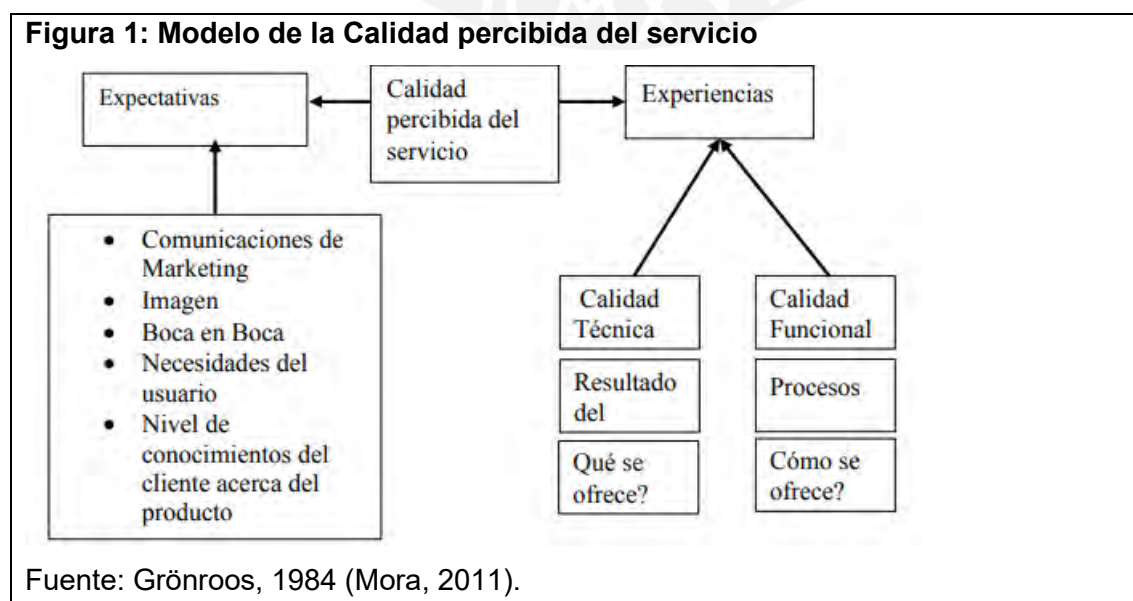 Figura 1: Modelo de la Calidad percibida del servicio
Expectativas
Calidad
percibida del
servicio
Experiencias
• Comunicaciones de
Marketing
• Imagen
• Boca en Boca
• Necesidades del
usuario
• Nivel de
conocimientos del
cliente acerca del
producto
Calidad
Técnica
Resultado
del
Qué se
ofrece?
Calidad
Funcional
Procesos
Cómo se
ofrece?
Fuente: Grönroos, 1984 (Mora, 2011).